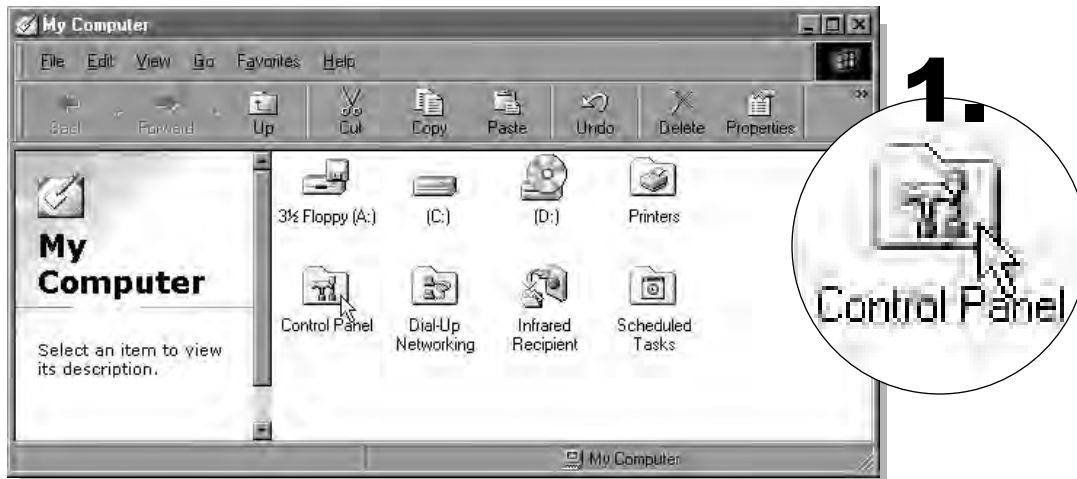 My Computer
File Edit View Go Favorites Help
Back Forward Up Cut Copy Paste Undo Delete Properties »
1.
My
Computer
Select an item to view
its description.
3½ Floppy (A:) (C:) (D:) Printers
Control Panel Dial-Up Networking Infrared Recipient Scheduled Tasks
Control Panel
My Computer